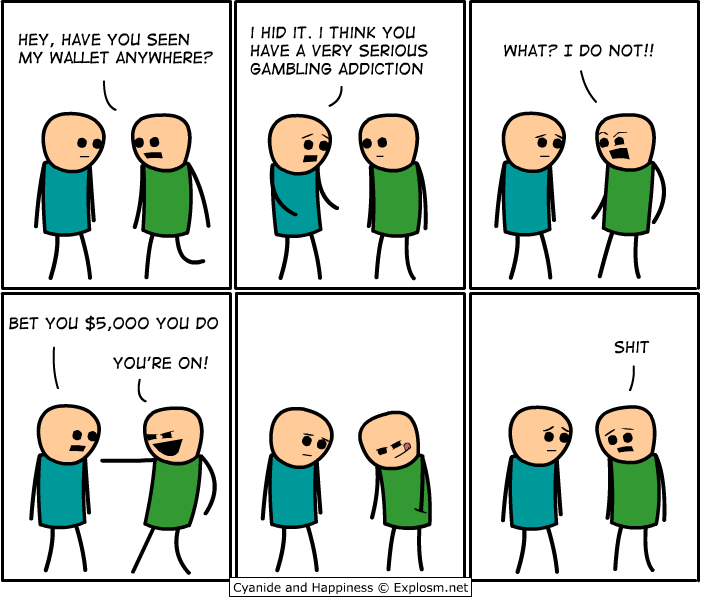 HEY, HAVE YOU SEEN
MY WALLET ANYWHERE?
I HID IT. I THINK YOU
HAVE A VERY SERIOUS
GAMBLING ADDICTION
WHAT? I DO NOT!!
BET YOU $5,000 YOU DO
YOU'RE ON!
SHIT
Cyanide and Happiness © Explosm.net